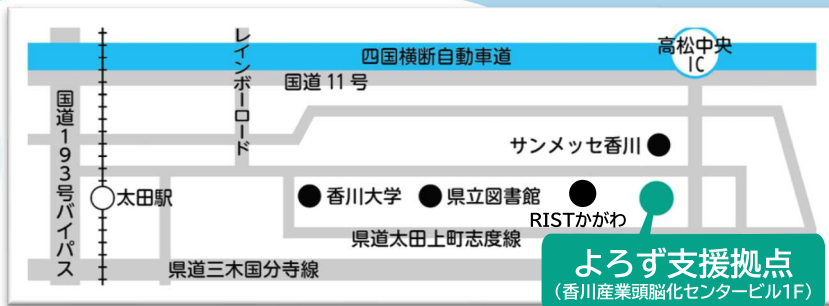 四国横断自動車道
高松中央
IC
レインボーロード
国道11号
国道193号バイパス
サンメッセ香川
太田駅
香川大学
県立図書館
RISTかがわ
県道太田上町志度線
県道三木国分寺線
よろず支援拠点
(香川産業頭脳化センタービル1F)